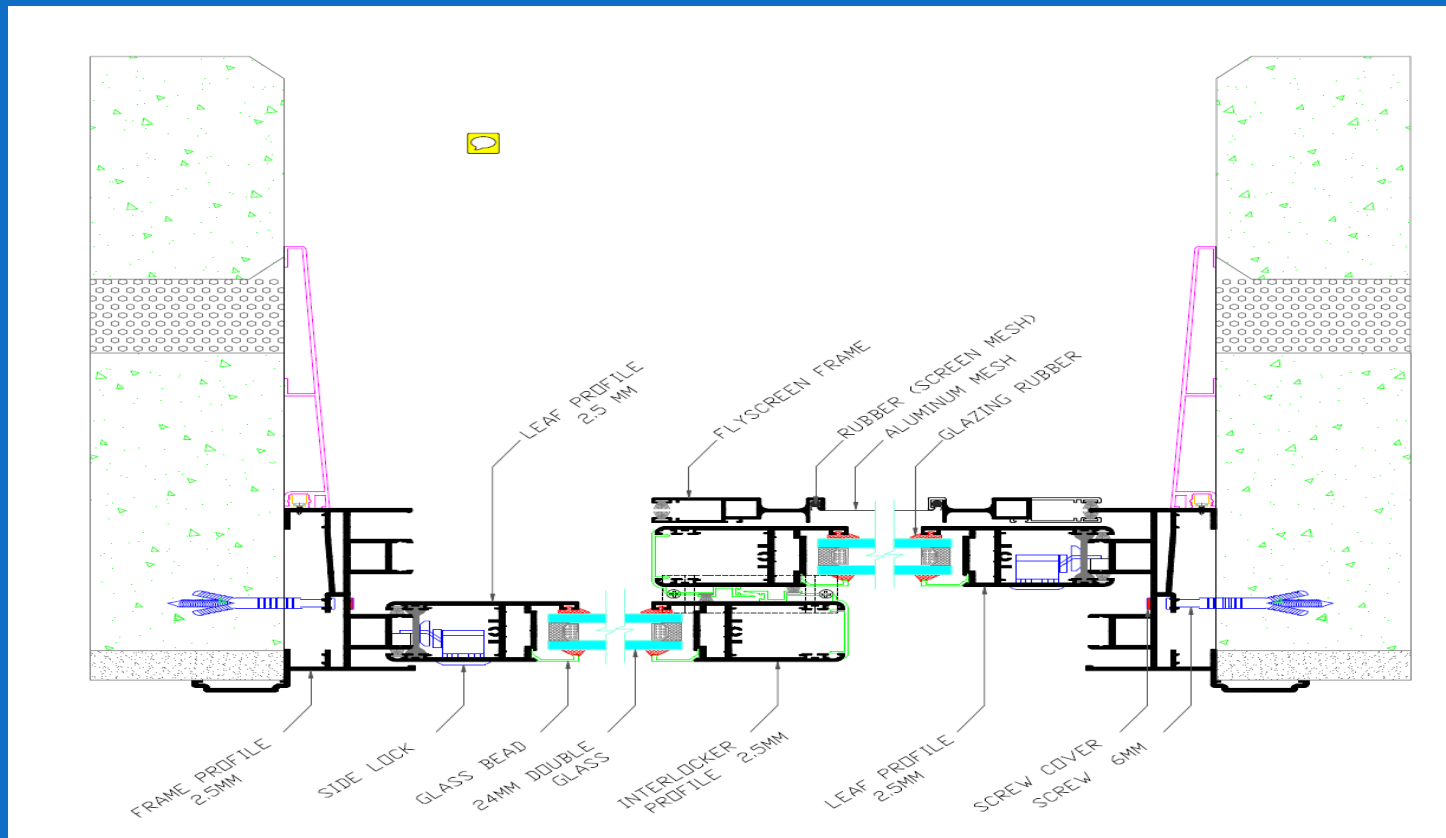 LEAF PROFILE
2.5 MM
FLYSCREEN FRAME
RUBBER (SCREEN MESH)
ALUMINUM MESH
GLAZING RUBBER
FRAME PROFILE
2.5MM
SIDE LOCK
GLASS BEAD
24MM DOUBLE
GLASS
INTERLOCKER
PROFILE 2.5MM
LEAF PROFILE
2.5MM
SCREW COVER
SCREW 6MM